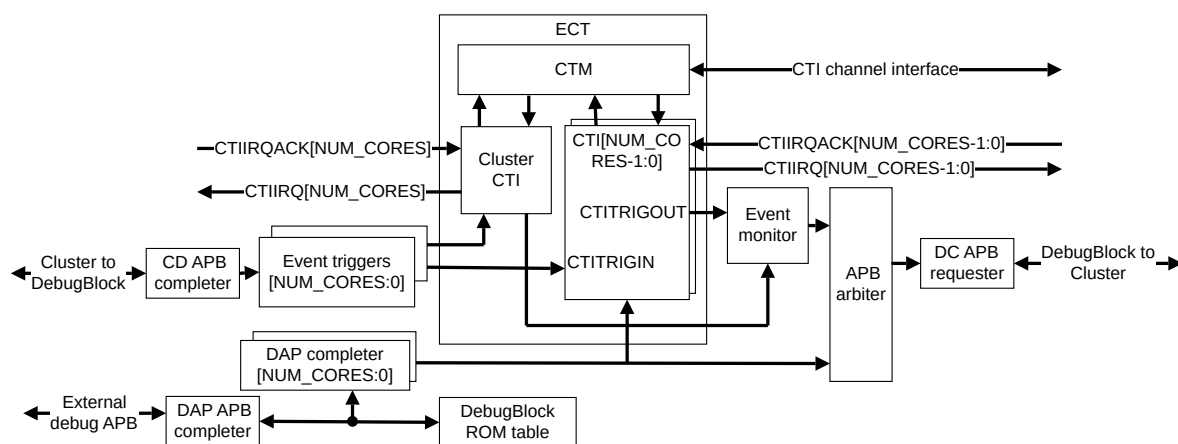 ECT
CTM
CTI channel interface
CTIIRQACK[NUM_CORES]
Cluster
CTI
CTI[NUM_CO
RES-1:0]
CTIIRQACK[NUM_CORES-1:0]
CTIIRQ[NUM_CORES-1:0]
CTIIRQ[NUM_CORES]
CTITRIGOUT
Event
monitor
Cluster to
DebugBlock
CD APB
completer
Event triggers
[NUM_CORES:0]
CTITRIGIN
APB
arbiter
DC APB
requester
DebugBlock to
Cluster
DAP completer
[NUM_CORES:0]
External
debug APB
DAP APB
completer
DebugBlock
ROM table